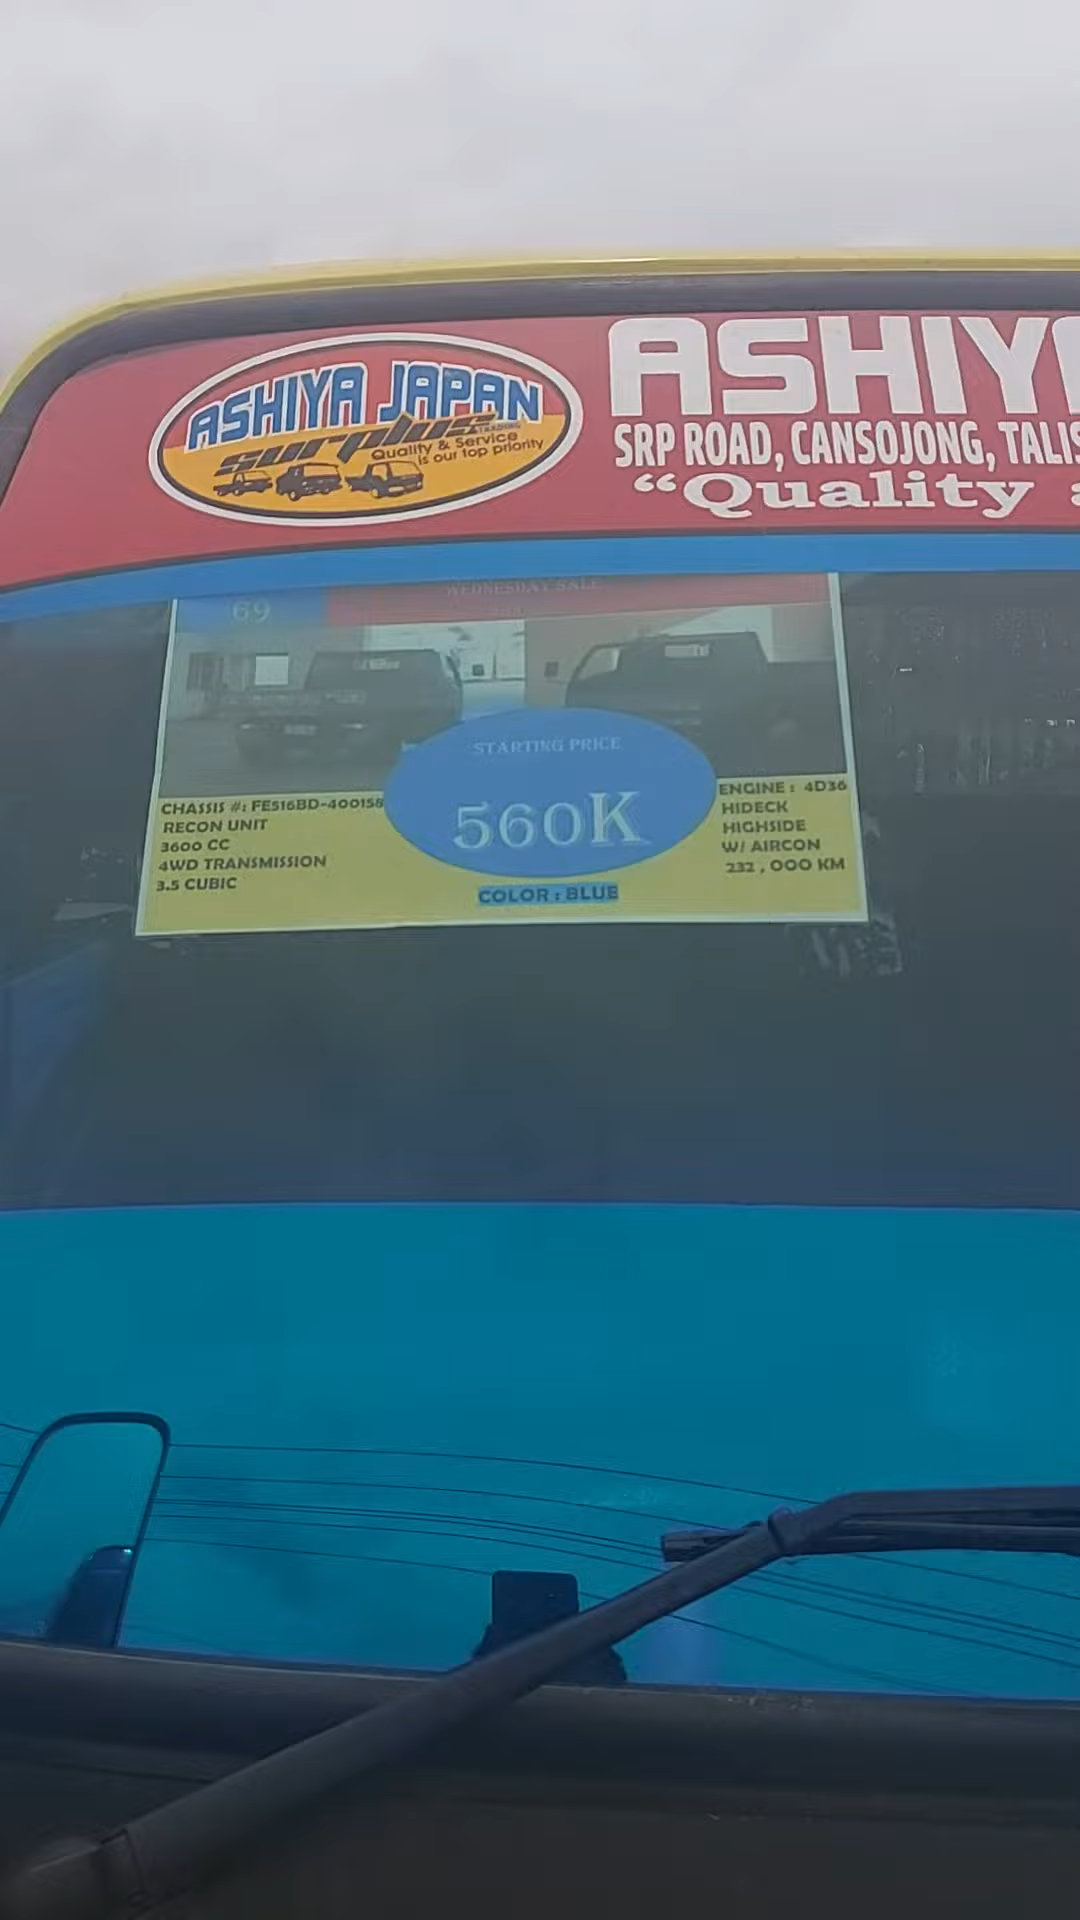 ASHIYA JAPAN
surplus
TRADING
Quality & Service
is our top priority
ASHIYA
SRP ROAD, CANSOJONG, TALIS
“Quality a
69
WEDNESDAY SALE
STARTING PRICE
560K
CHASSIS #: FE516BD-400158
RECON UNIT
3600 CC
4WD TRANSMISSION
3.5 CUBIC
ENGINE : 4D36
HIDECK
HIGHSIDE
W/ AIRCON
232 , 000 KM
COLOR : BLUE